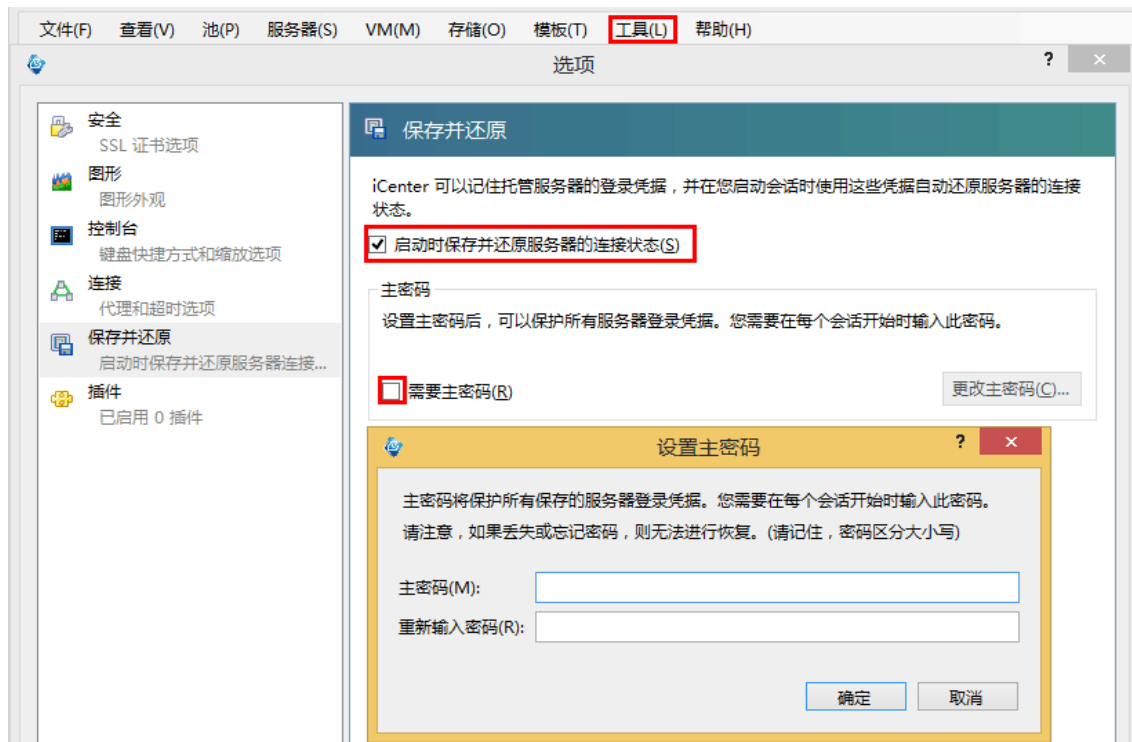 文件(F) 查看(V) 池(P) 服务器(S) VM(M) 存储(O) 模板(T) 工具(L) 帮助(H)
选项 ?
安全
SSL 证书选项
图形
图形外观
控制台
键盘快捷方式和缩放选项
连接
代理和超时选项
保存并还原
启动时保存并还原服务器连接...
插件
已启用 0 插件
保存并还原
iCenter 可以记住托管服务器的登录凭据，并在您启动会话时使用这些凭据自动还原服务器的连接
状态。
启动时保存并还原服务器的连接状态(S)
主密码
设置主密码后，可以保护所有服务器登录凭据。您需要在每个会话开始时输入此密码。
需要主密码(R) 更改主密码(C)...
设置主密码 ?
主密码将保护所有保存的服务器登录凭据。您需要在每个会话开始时输入此密码。
请注意，如果丢失或忘记密码，则无法进行恢复。(请记住，密码区分大小写)
主密码(M):
重新输入密码(R):
确定 取消